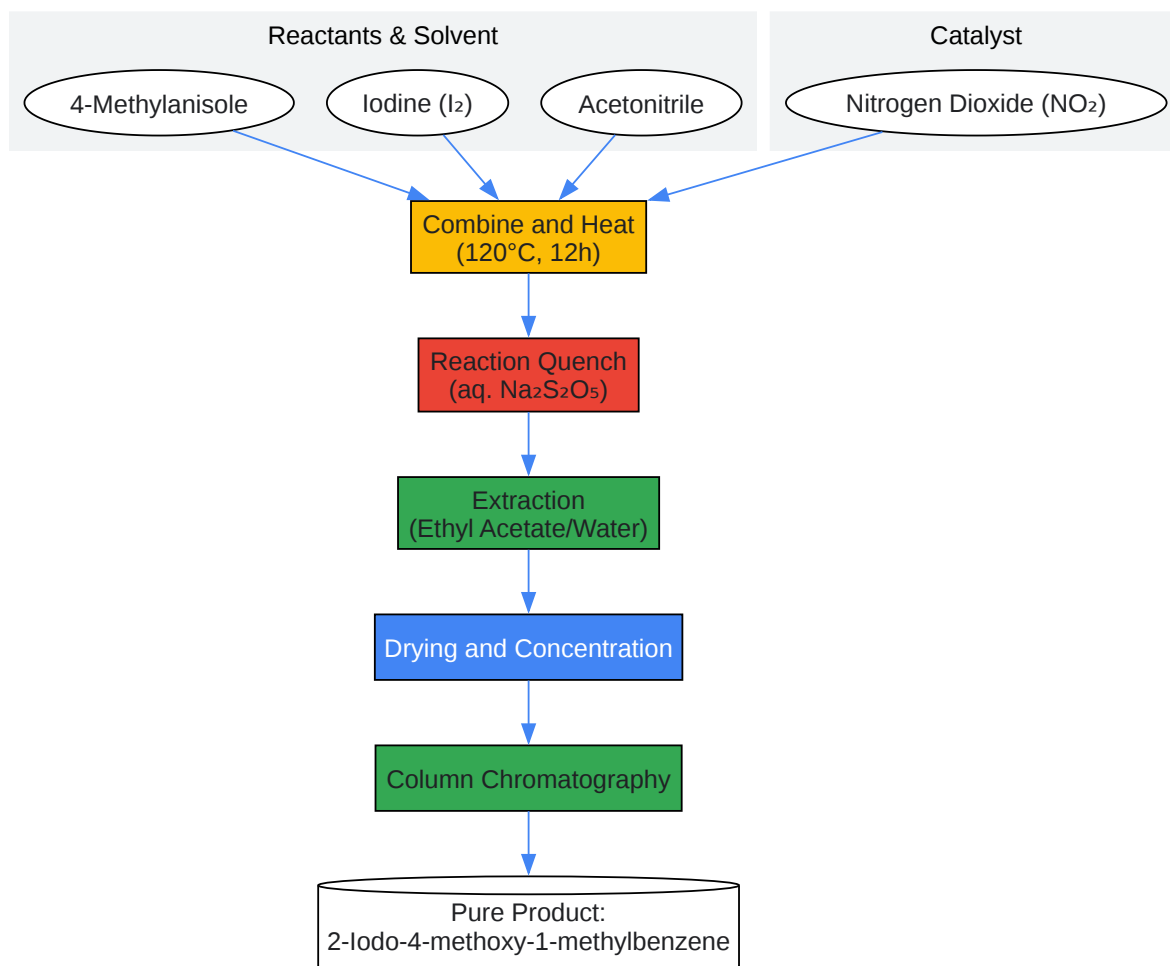 Reactants & Solvent
Catalyst
4-Methylanisole
Iodine (I₂)
Acetonitrile
Nitrogen Dioxide (NO₂)
Combine and Heat
(120°C, 12h)
Reaction Quench
(aq. Na₂S₂O₅)
Extraction
(Ethyl Acetate/Water)
Drying and Concentration
Column Chromatography
Pure Product:
2-Iodo-4-methoxy-1-methylbenzene